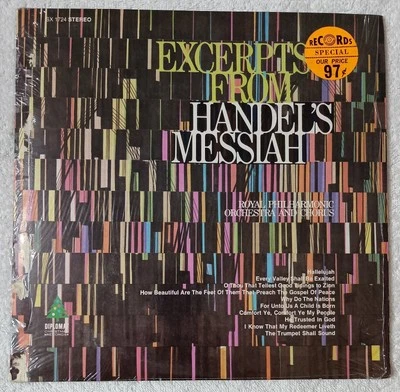 SX 1724 STEREO
RECORDS
SPECIAL
OUR PRICE
97¢
EXCERPTS
FROM
HANDEL'S
MESSIAH
ROYAL PHILHARMONIC
ORCHESTRA AND CHORUS
Hallelujah
Every Valley Shall Be Exalted
O Thou That Tellest Good Tidings to Zion
How Beautiful Are The Feet Of Them That Preach The Gospel Of Peace
Why Do The Nations
For Unto Us A Child Is Born
Comfort Ye, Comfort Ye My People
He Trusted In God
I Know That My Redeemer Liveth
The Trumpet Shall Sound
DIPLOMAT